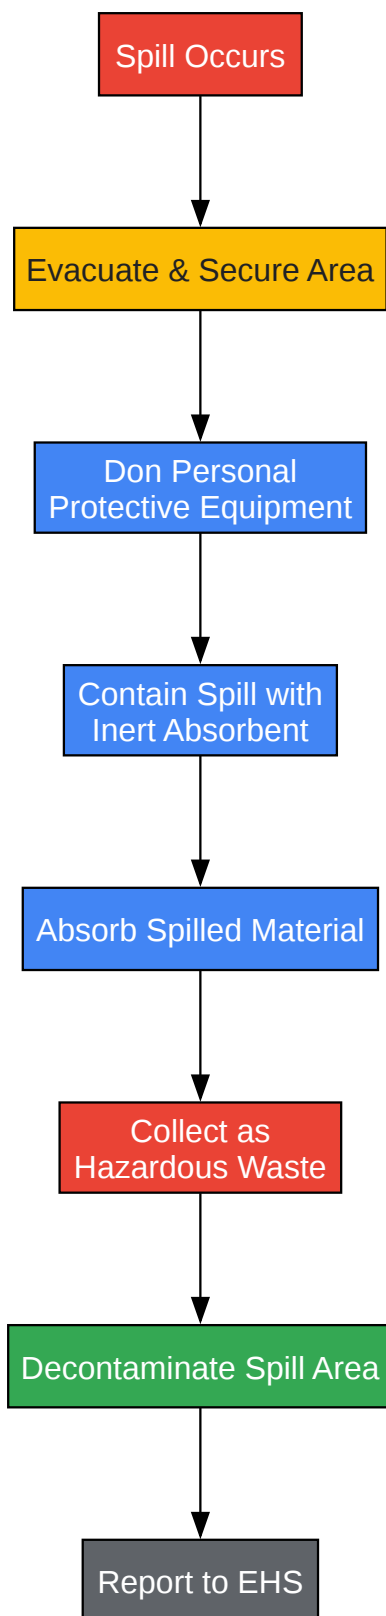 Spill Occurs
Evacuate & Secure Area
Don Personal
Protective Equipment
Contain Spill with
Inert Absorbent
Absorb Spilled Material
Collect as
Hazardous Waste
Decontaminate Spill Area
Report to EHS